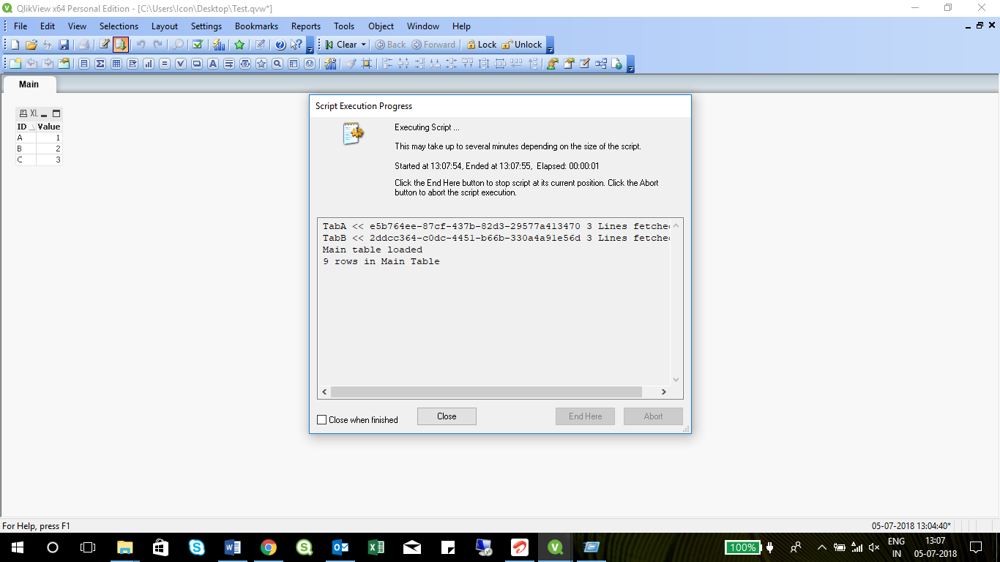 QlikView x64 Personal Edition - [C:\Users\Icon\Desktop\Test.qvw*]
File Edit View Selections Layout Settings Bookmarks Reports Tools Object Window Help
Clear Back Forward Lock Unlock
Main
XL
ID Value
A 1
B 2
C 3
Script Execution Progress
Executing Script ...
This may take up to several minutes depending on the size of the script.
Started at 13:07:54, Ended at 13:07:55, Elapsed: 00:00:01
Click the End Here button to stop script at its current position. Click the Abort
button to abort the script execution.
TabA << e5b764ee-87cf-437b-82d3-29577a413470 3 Lines fetched
TabB << 2ddcc364-c0dc-4451-b66b-330a4a91e56d 3 Lines fetched
Main table loaded
9 rows in Main Table
Close when finished Close End Here Abort
For Help, press F1 05-07-2018 13:04:40*
100% ENG 13:07
IN 05-07-2018